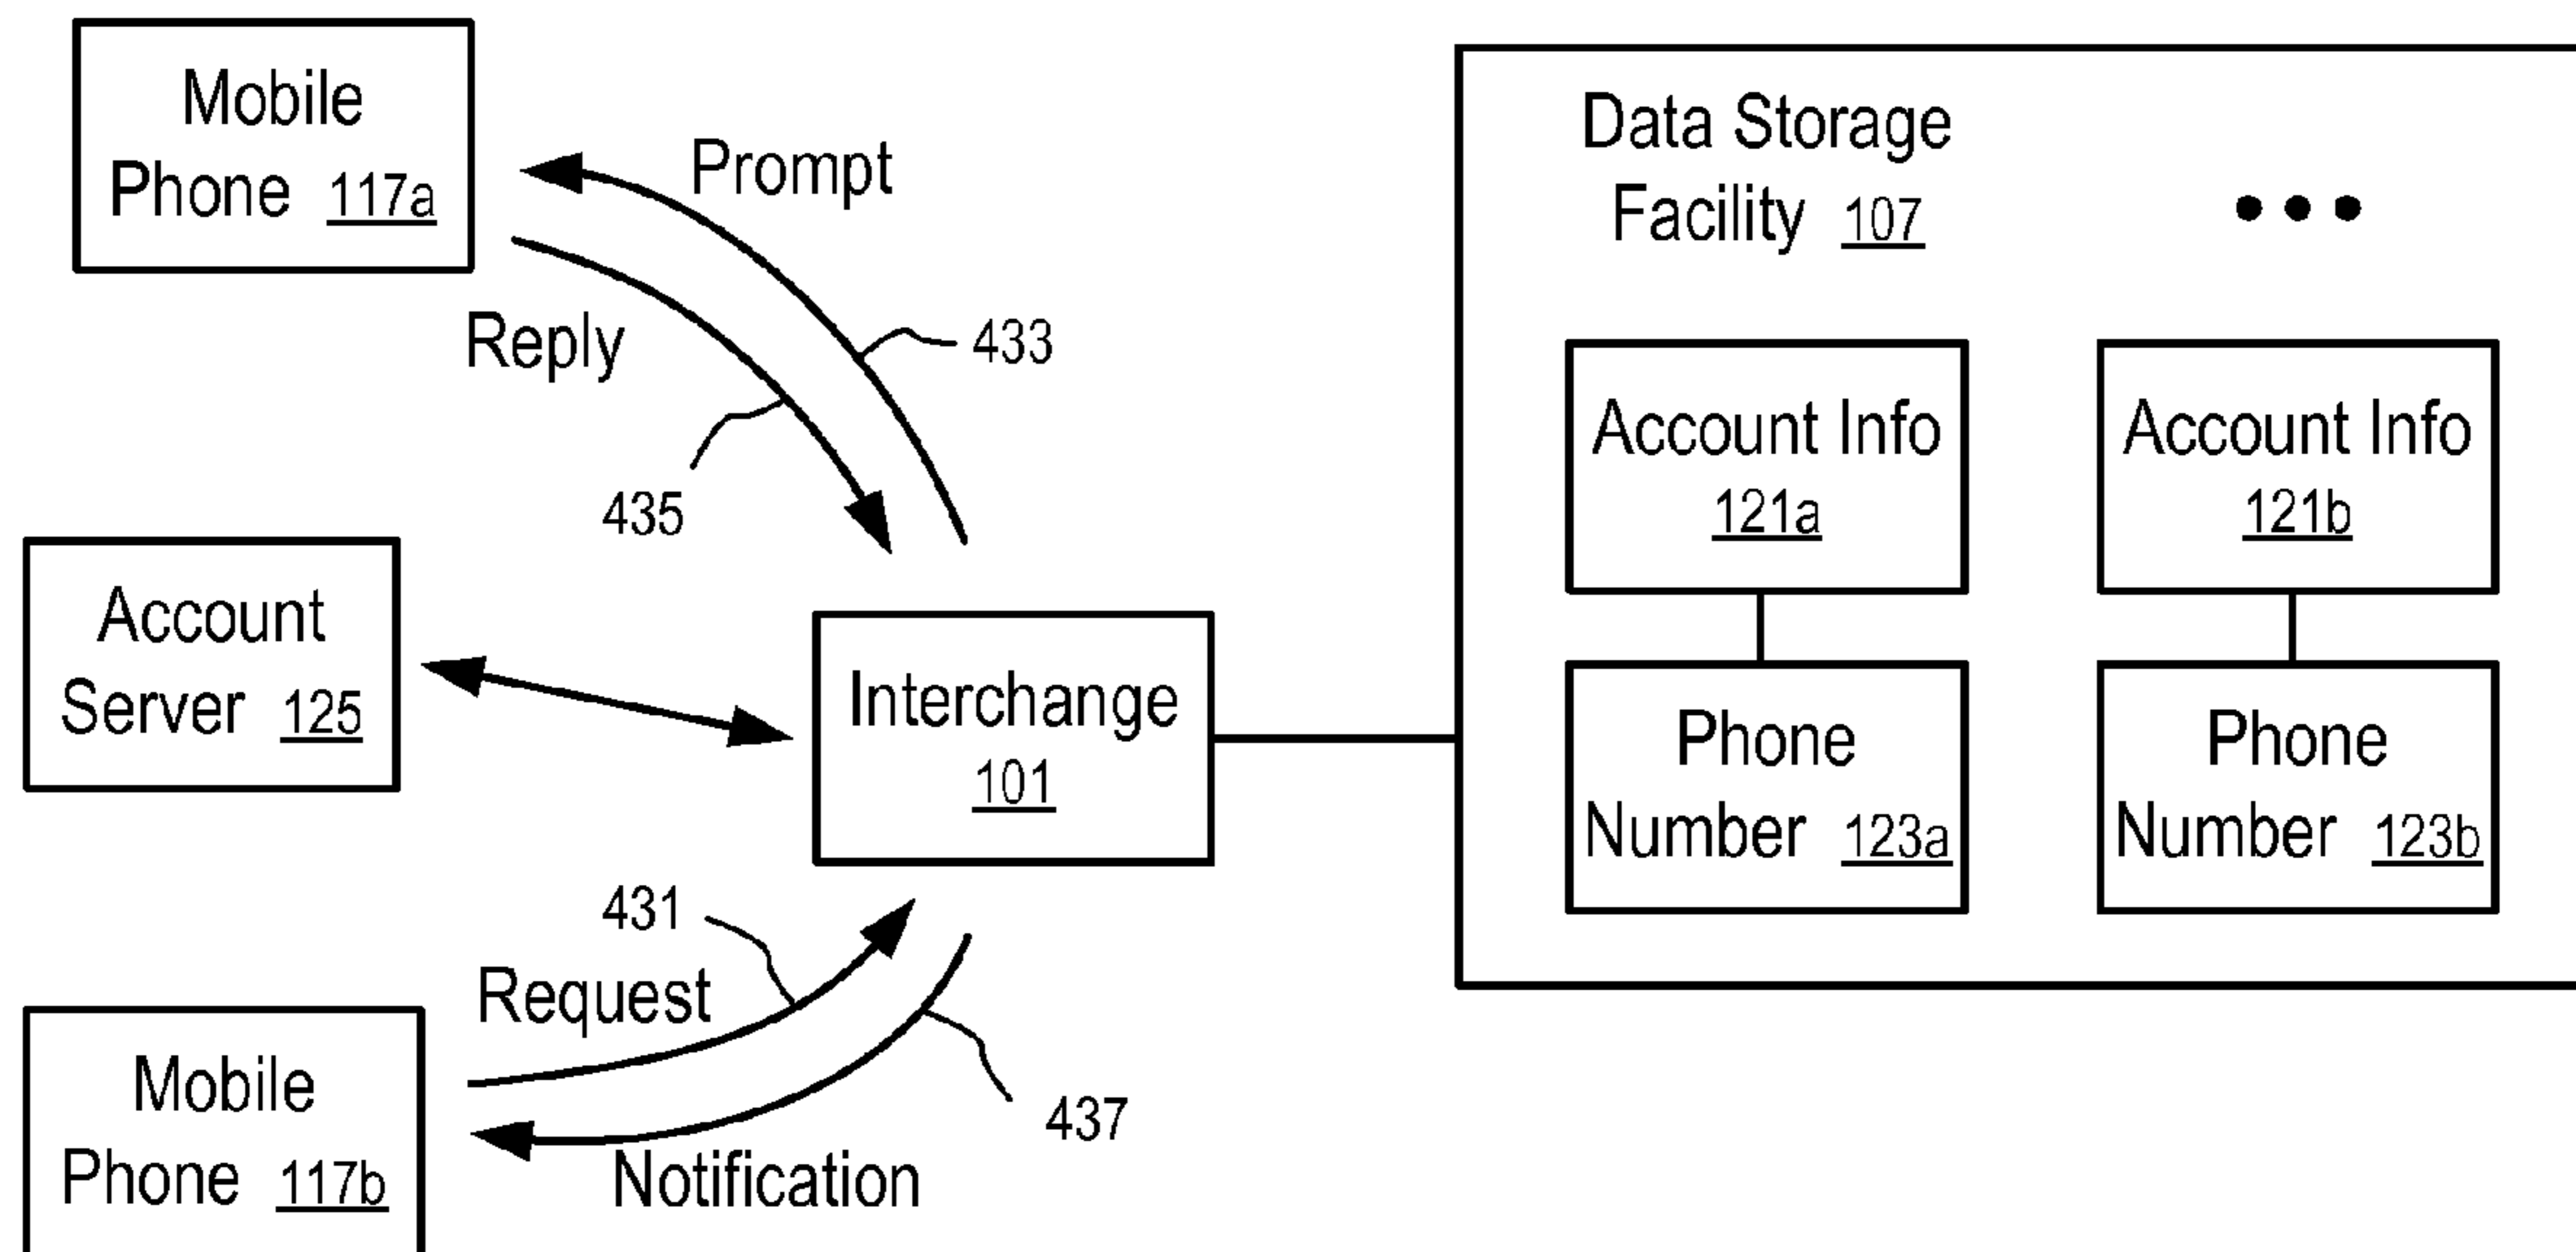 Mobile
Phone 117a
Prompt
Reply
433
435
Account
Server 125
Interchange
101
431
Request
437
Notification
Mobile
Phone 117b
Data Storage
Facility 107
•••
Account Info
121a
Phone
Number 123a
Account Info
121b
Phone
Number 123b